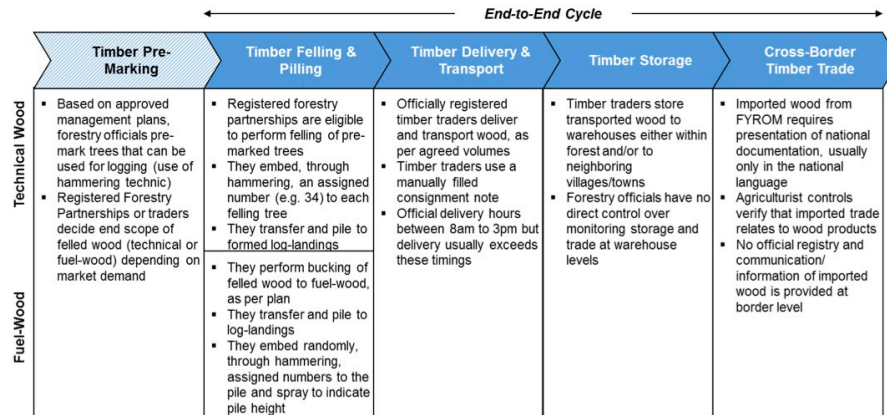 End-to-End Cycle
Timber Pre-
Marking
Timber Felling &
Pilling
Timber Delivery &
Transport
Timber Storage
Cross-Border
Timber Trade
Technical Wood
Fuel-Wood
▪ Based on approved
management plans,
forestry officials pre-
mark trees that can be
used for logging (use of
hammering technic)
▪ Registered Forestry
Partnerships or traders
decide end scope of
felled wood (technical or
fuel-wood) depending on
market demand
▪ Registered forestry
partnerships are eligible
to perform felling of pre-
marked trees
▪ They embed, through
hammering, an assigned
number (e.g. 34) to each
felling tree
▪ They transfer and pile to
formed log-landings
▪ They perform bucking of
felled wood to fuel-wood,
as per plan
▪ They transfer and pile to
log-landings
▪ They embed randomly,
through hammering,
assigned numbers to the
pile and spray to indicate
pile height
▪ Officially registered
timber traders deliver
and transport wood, as
per agreed volumes
▪ Timber traders use a
manually filled
consignment note
▪ Official delivery hours
between 8am to 3pm but
delivery usually exceeds
these timings
▪ Timber traders store
transported wood to
warehouses either within
forest and/or to
neighboring
villages/towns
▪ Forestry officials have no
direct control over
monitoring storage and
trade at warehouse
levels
▪ Imported wood from
FYROM requires
presentation of national
documentation, usually
only in the national
language
▪ Agriculturist controls
verify that imported trade
relates to wood products
▪ No official registry and
communication/
information of imported
wood is provided at
border level